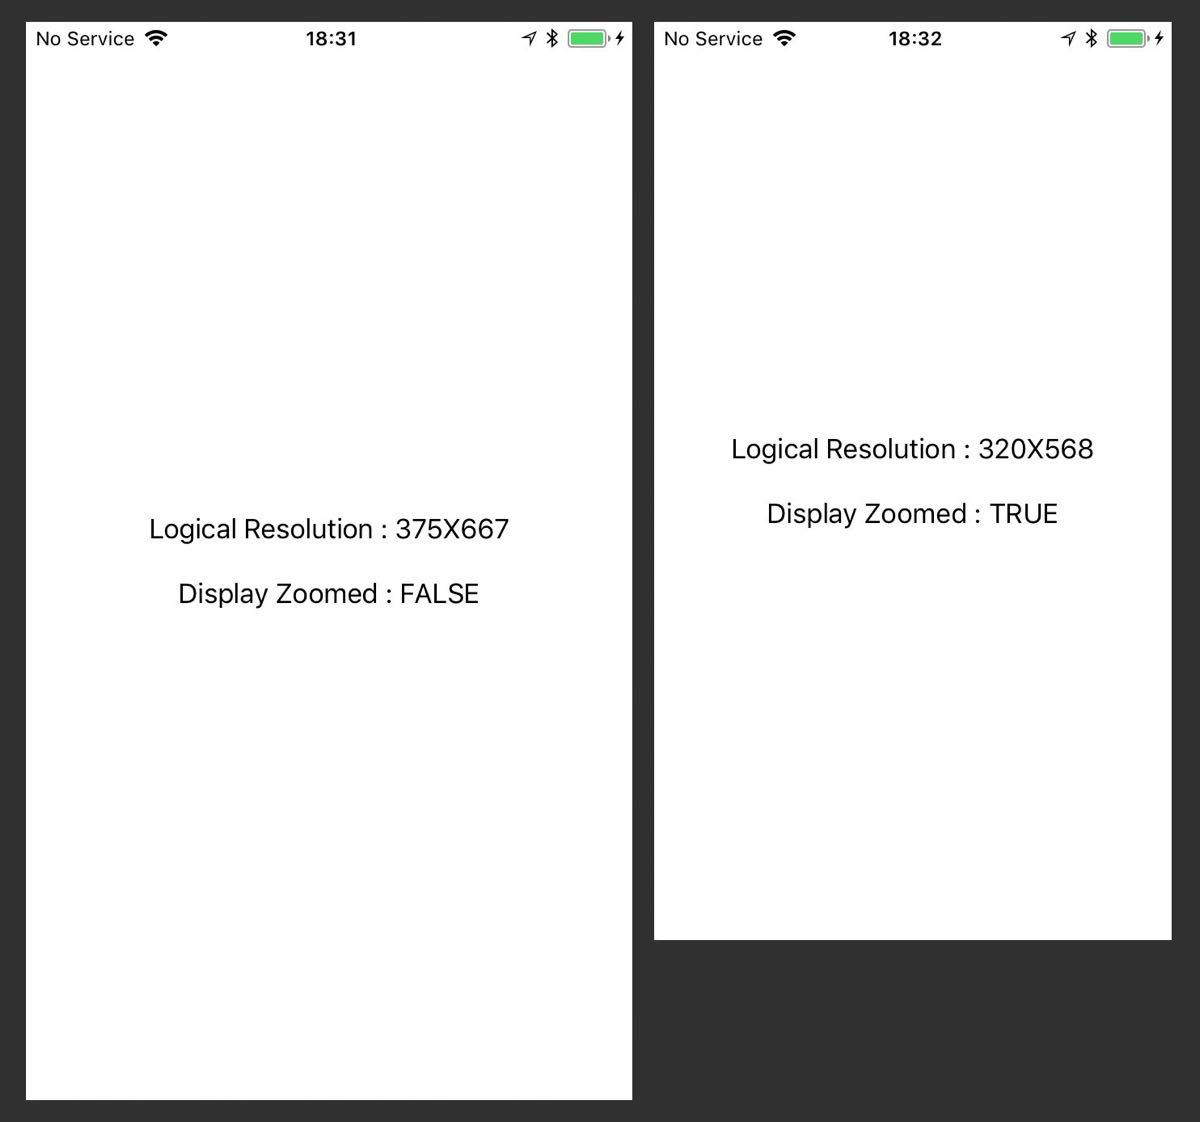 No Service 18:31
Logical Resolution : 375X667
Display Zoomed : FALSE
No Service 18:32
Logical Resolution : 320X568
Display Zoomed : TRUE